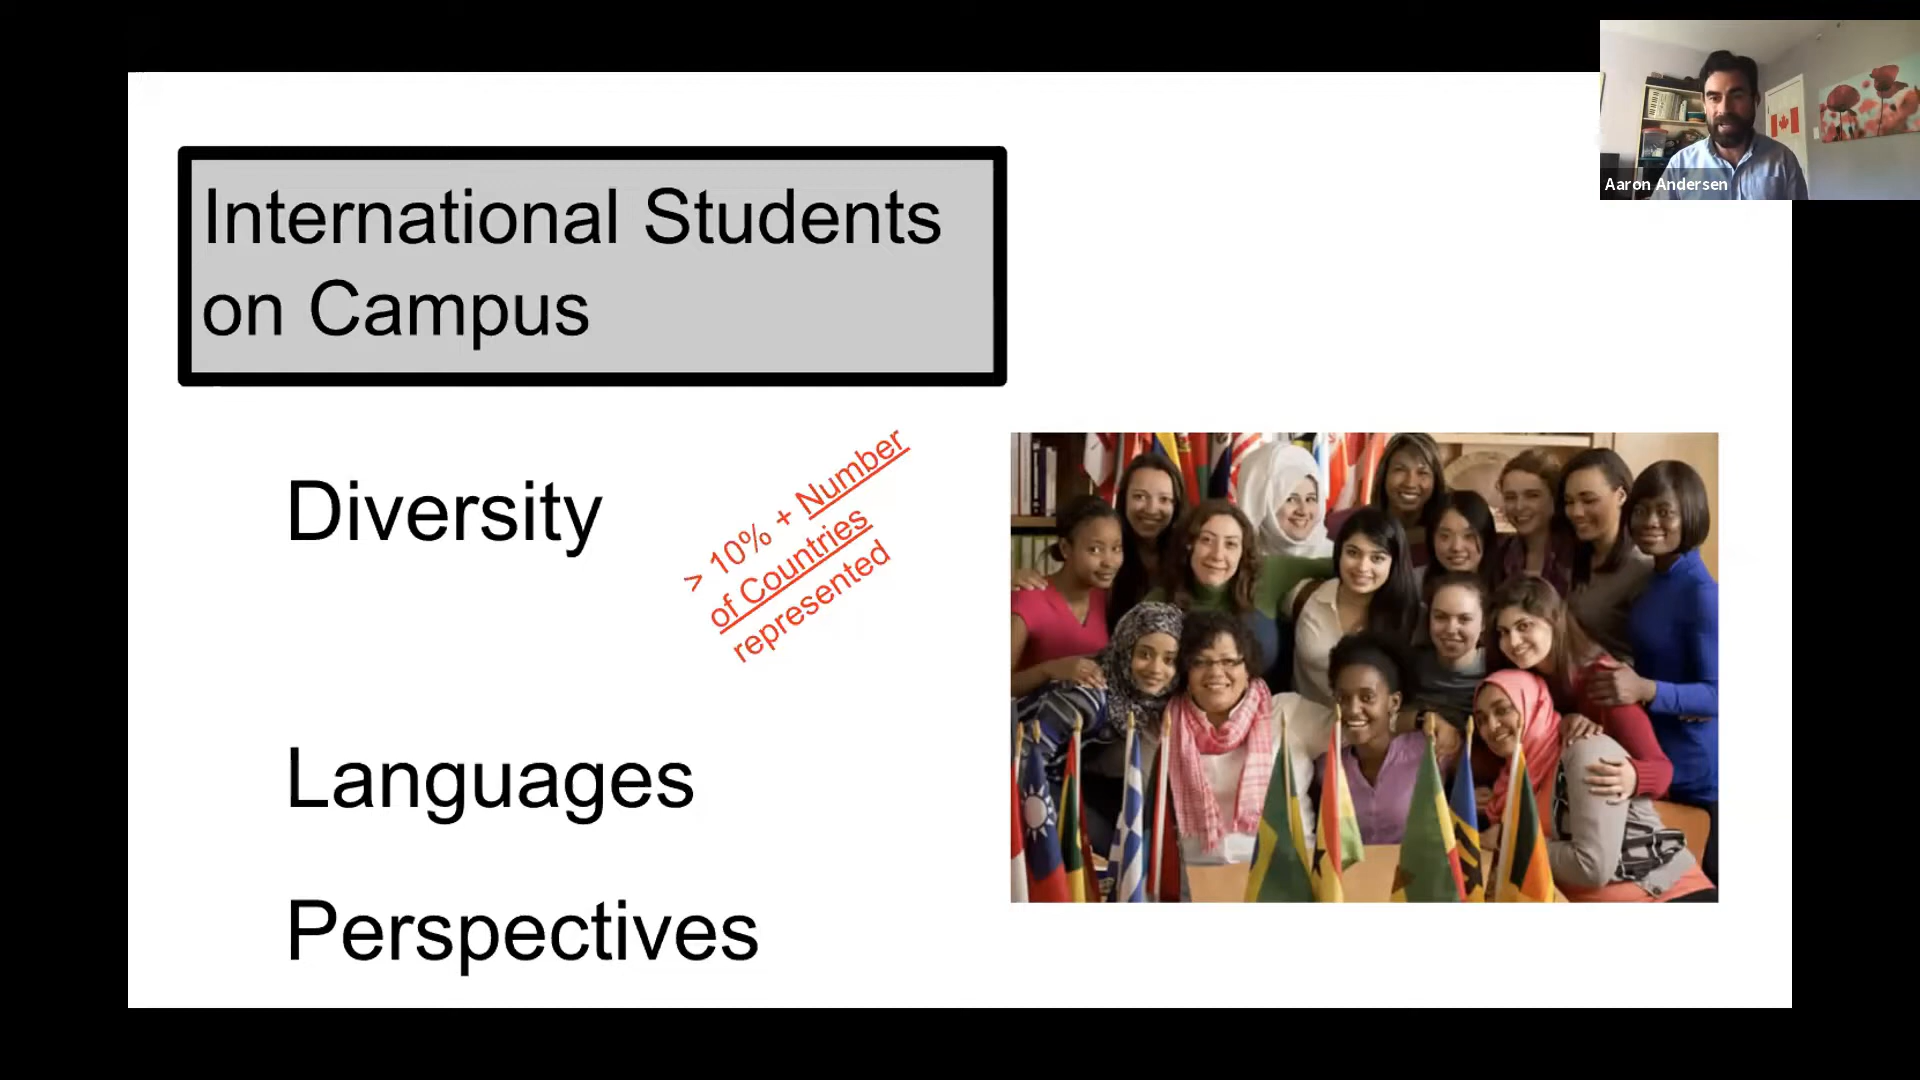 Aaron Andersen
International Students
on Campus
Diversity
> 10% + Number
of Countries
represented
Languages
Perspectives